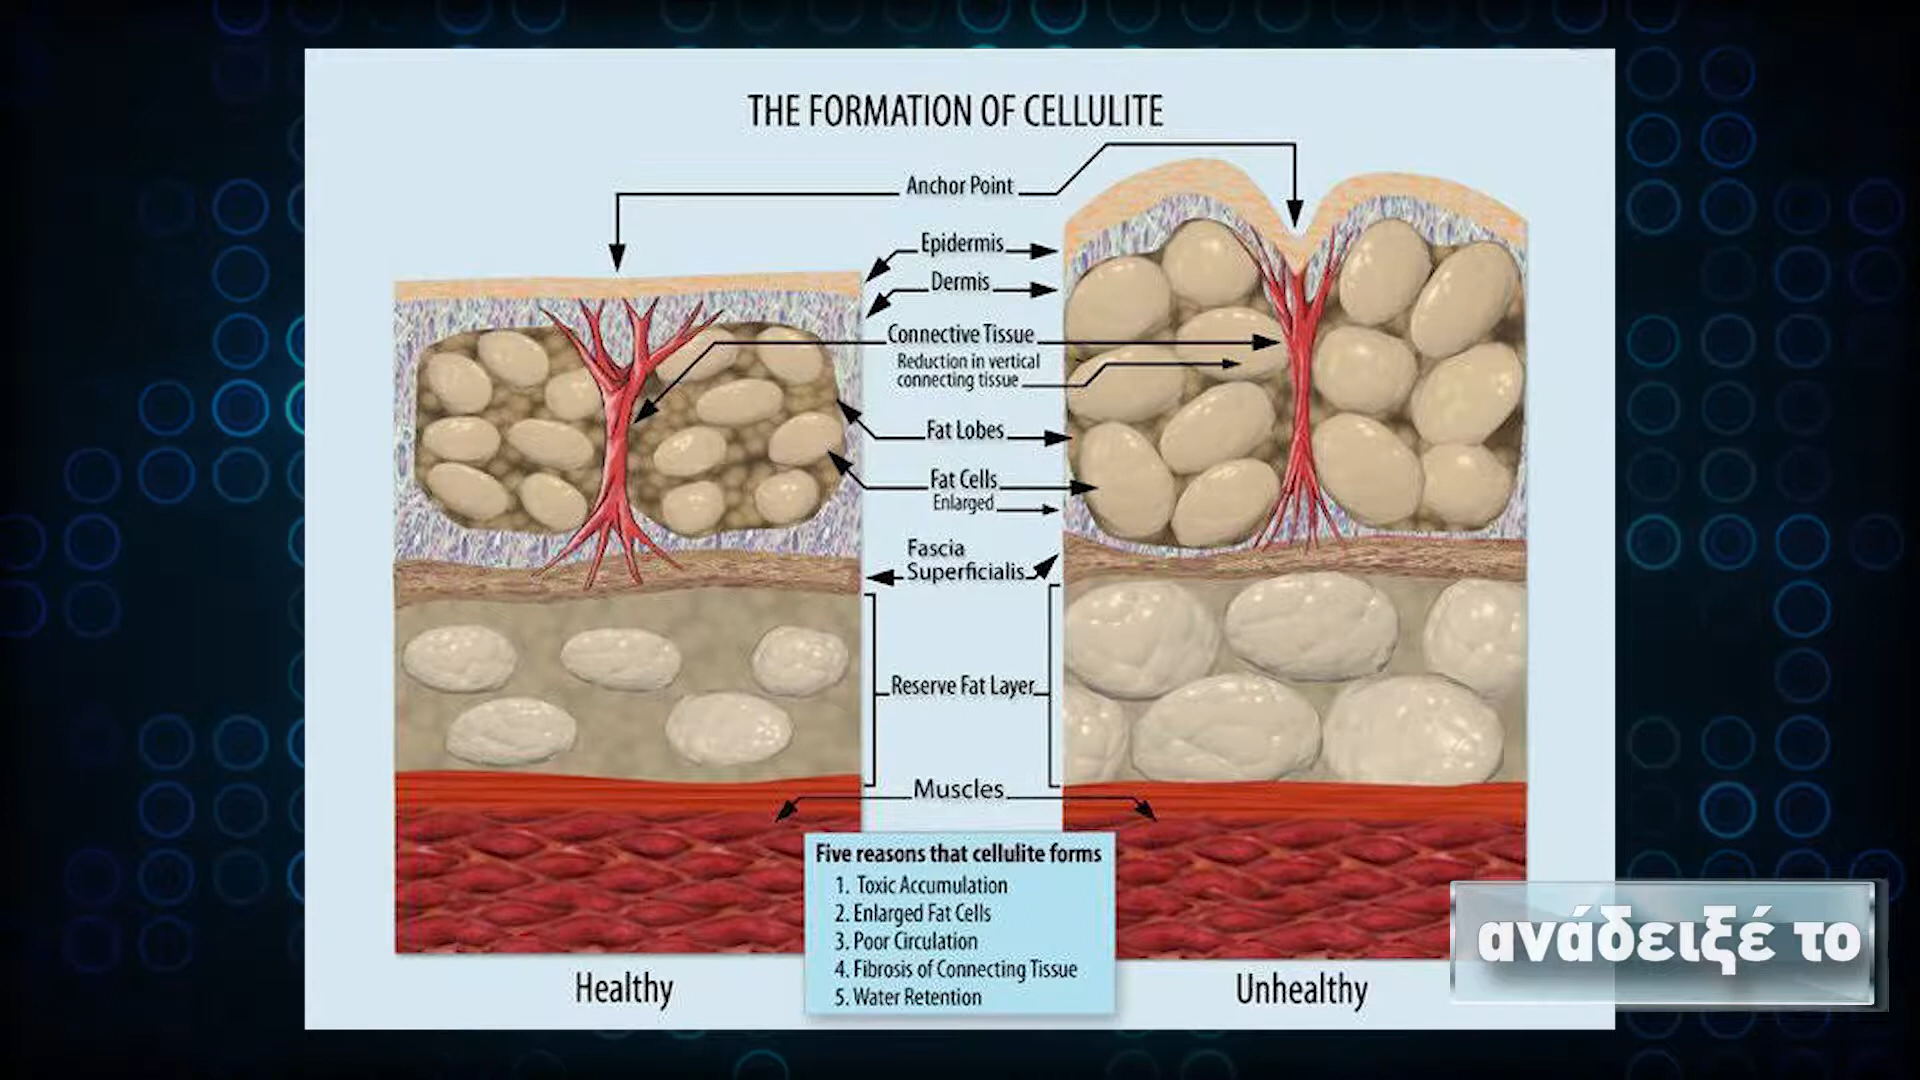 THE FORMATION OF CELLULITE
Anchor Point
Epidermis
Dermis
Connective Tissue
Reduction in vertical
connecting tissue
Fat Lobes
Fat Cells
Enlarged
Fascia
Superficialis
Reserve Fat Layer
Muscles
Five reasons that cellulite forms
1. Toxic Accumulation
2. Enlarged Fat Cells
3. Poor Circulation
4. Fibrosis of Connecting Tissue
5. Water Retention
Healthy
Unhealthy
ανάδειξέ το